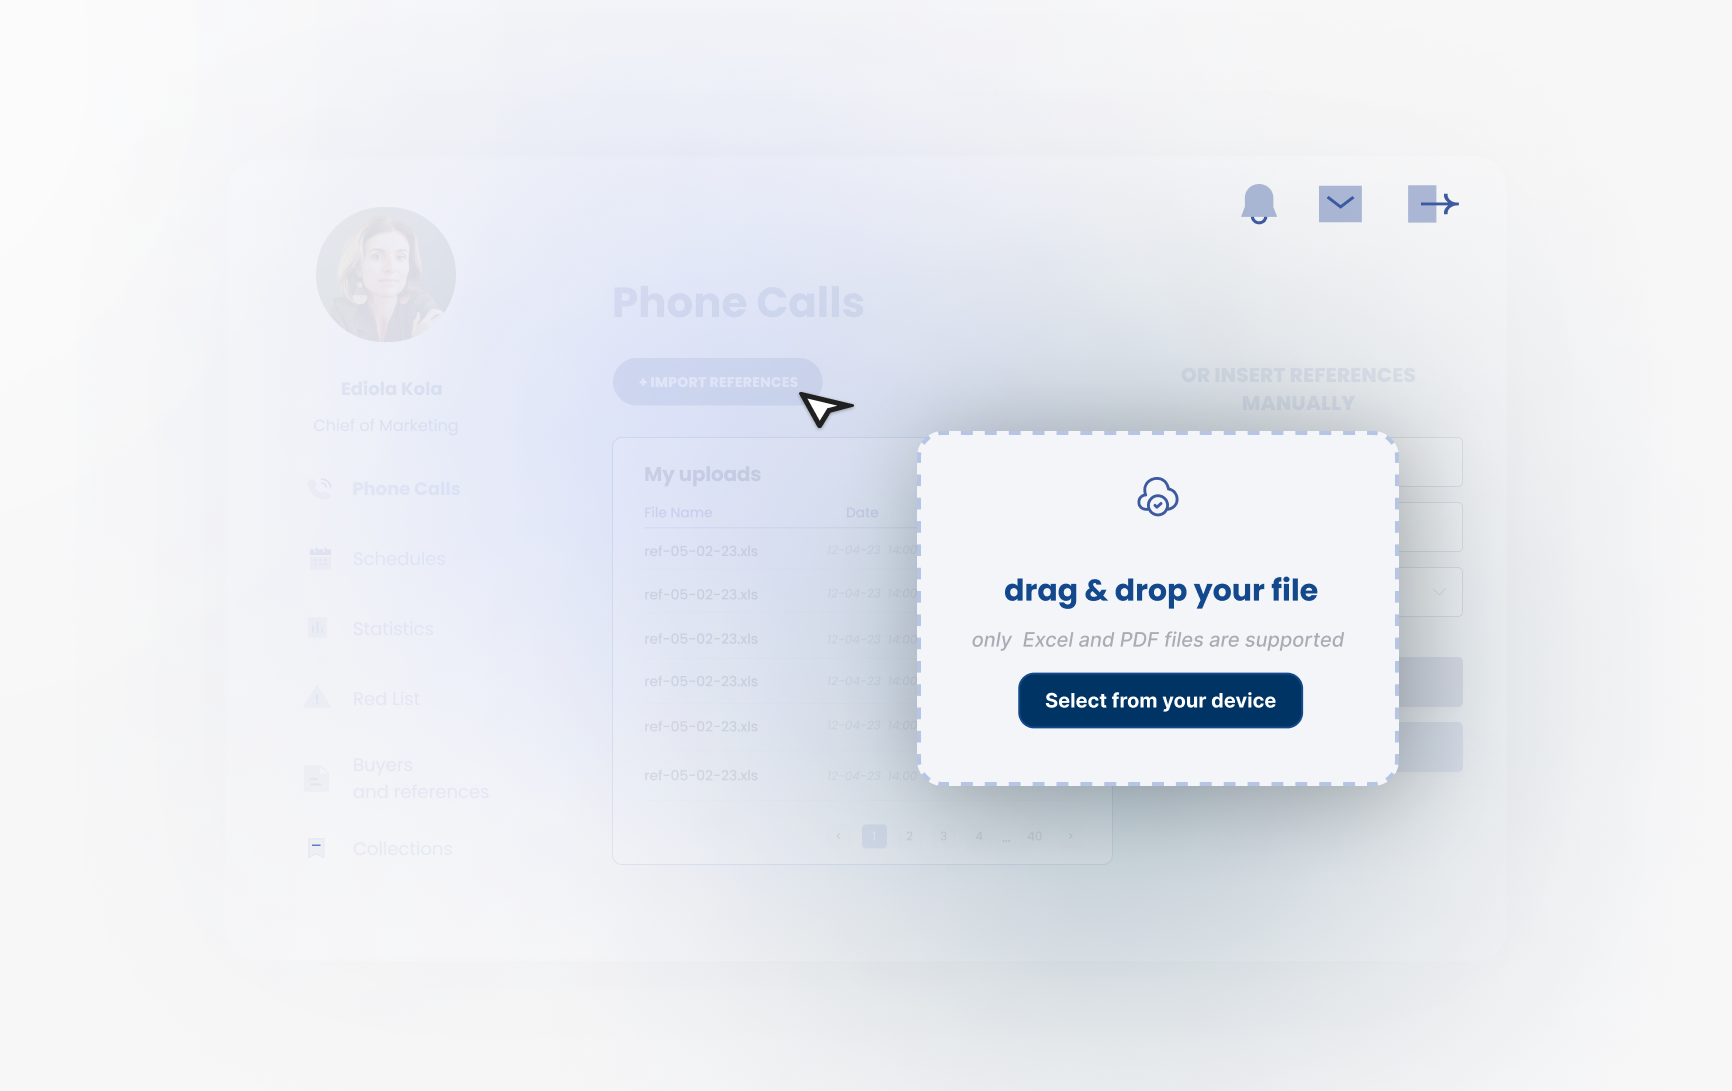 Phone Calls
+ IMPORT REFERENCES
OR INSERT REFERENCES
MANUALLY
Ediola Kola
Chief of Marketing
Phone Calls
Schedules
Statistics
Red List
Buyers
and references
Collections
My uploads
File Name Date
ref-05-02-23.xls 12-04-23 14:00
ref-05-02-23.xls 12-04-23 14:00
ref-05-02-23.xls 12-04-23 14:00
ref-05-02-23.xls 12-04-23 14:00
ref-05-02-23.xls 12-04-23 14:00
ref-05-02-23.xls 12-04-23 14:00
‹ 1 2 3 4 ... 40 ›
drag & drop your file
only Excel and PDF files are supported
Select from your device